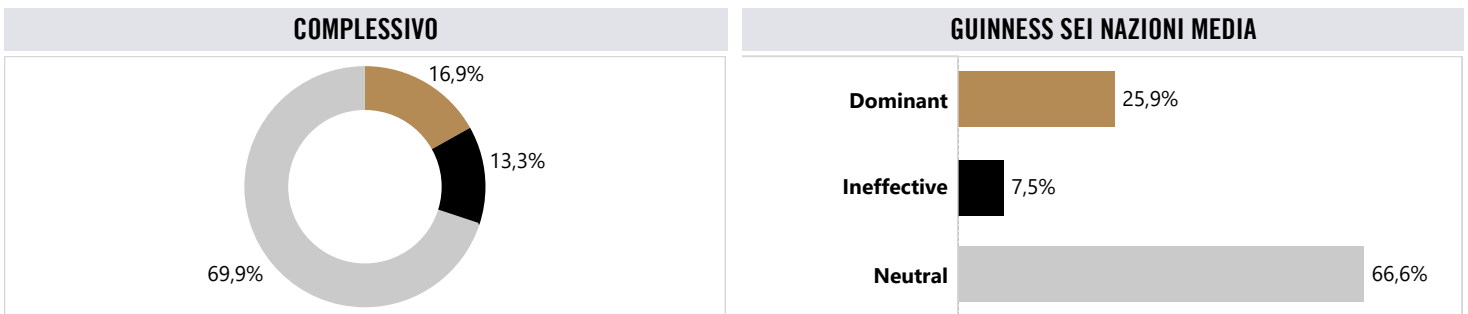 COMPLESSIVO
16,9%
13,3%
69,9%
GUINNESS SEI NAZIONI MEDIA
Dominant 25,9%
Ineffective 7,5%
Neutral 66,6%